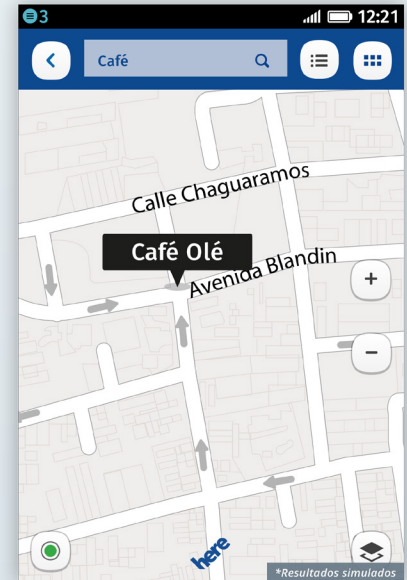 3
12:21
Café
Calle Chaguaramos
Café Olé
Avenida Blandin
+
−
here
*Resultados simulados